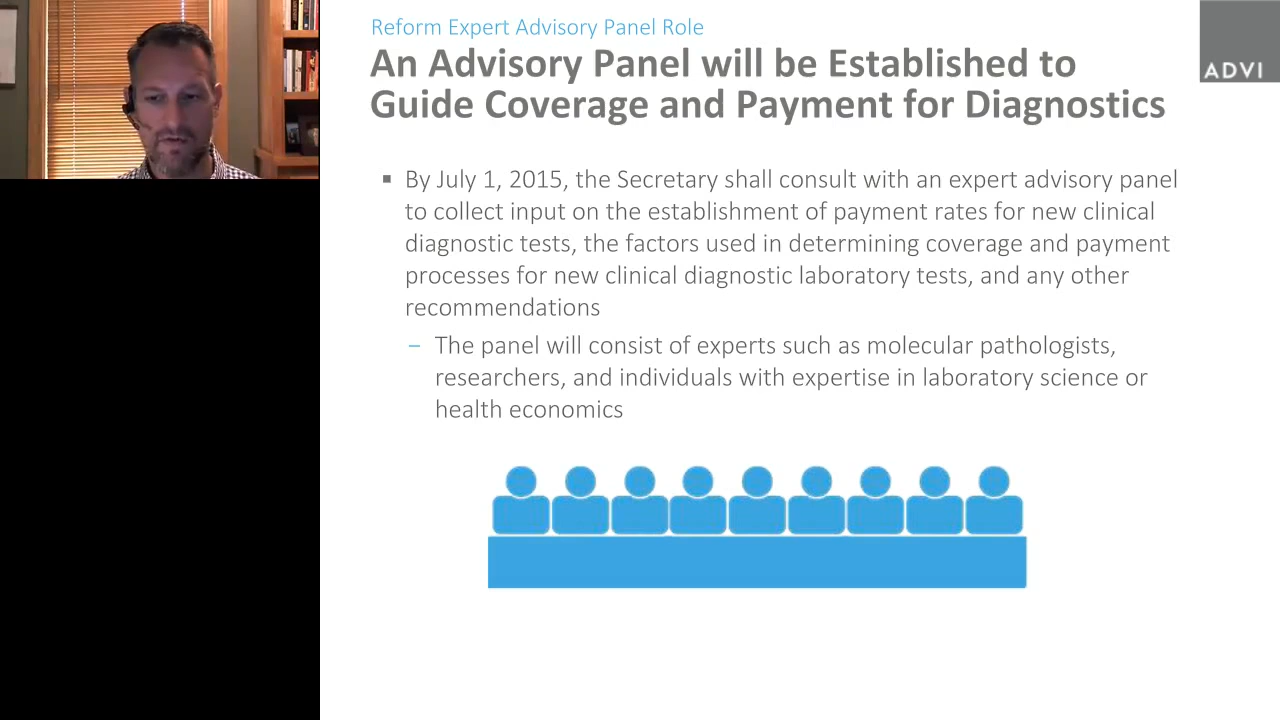 Reform Expert Advisory Panel Role
An Advisory Panel will be Established to
Guide Coverage and Payment for Diagnostics
ADVI
▪ By July 1, 2015, the Secretary shall consult with an expert advisory panel
to collect input on the establishment of payment rates for new clinical
diagnostic tests, the factors used in determining coverage and payment
processes for new clinical diagnostic laboratory tests, and any other
recommendations
– The panel will consist of experts such as molecular pathologists,
researchers, and individuals with expertise in laboratory science or
health economics